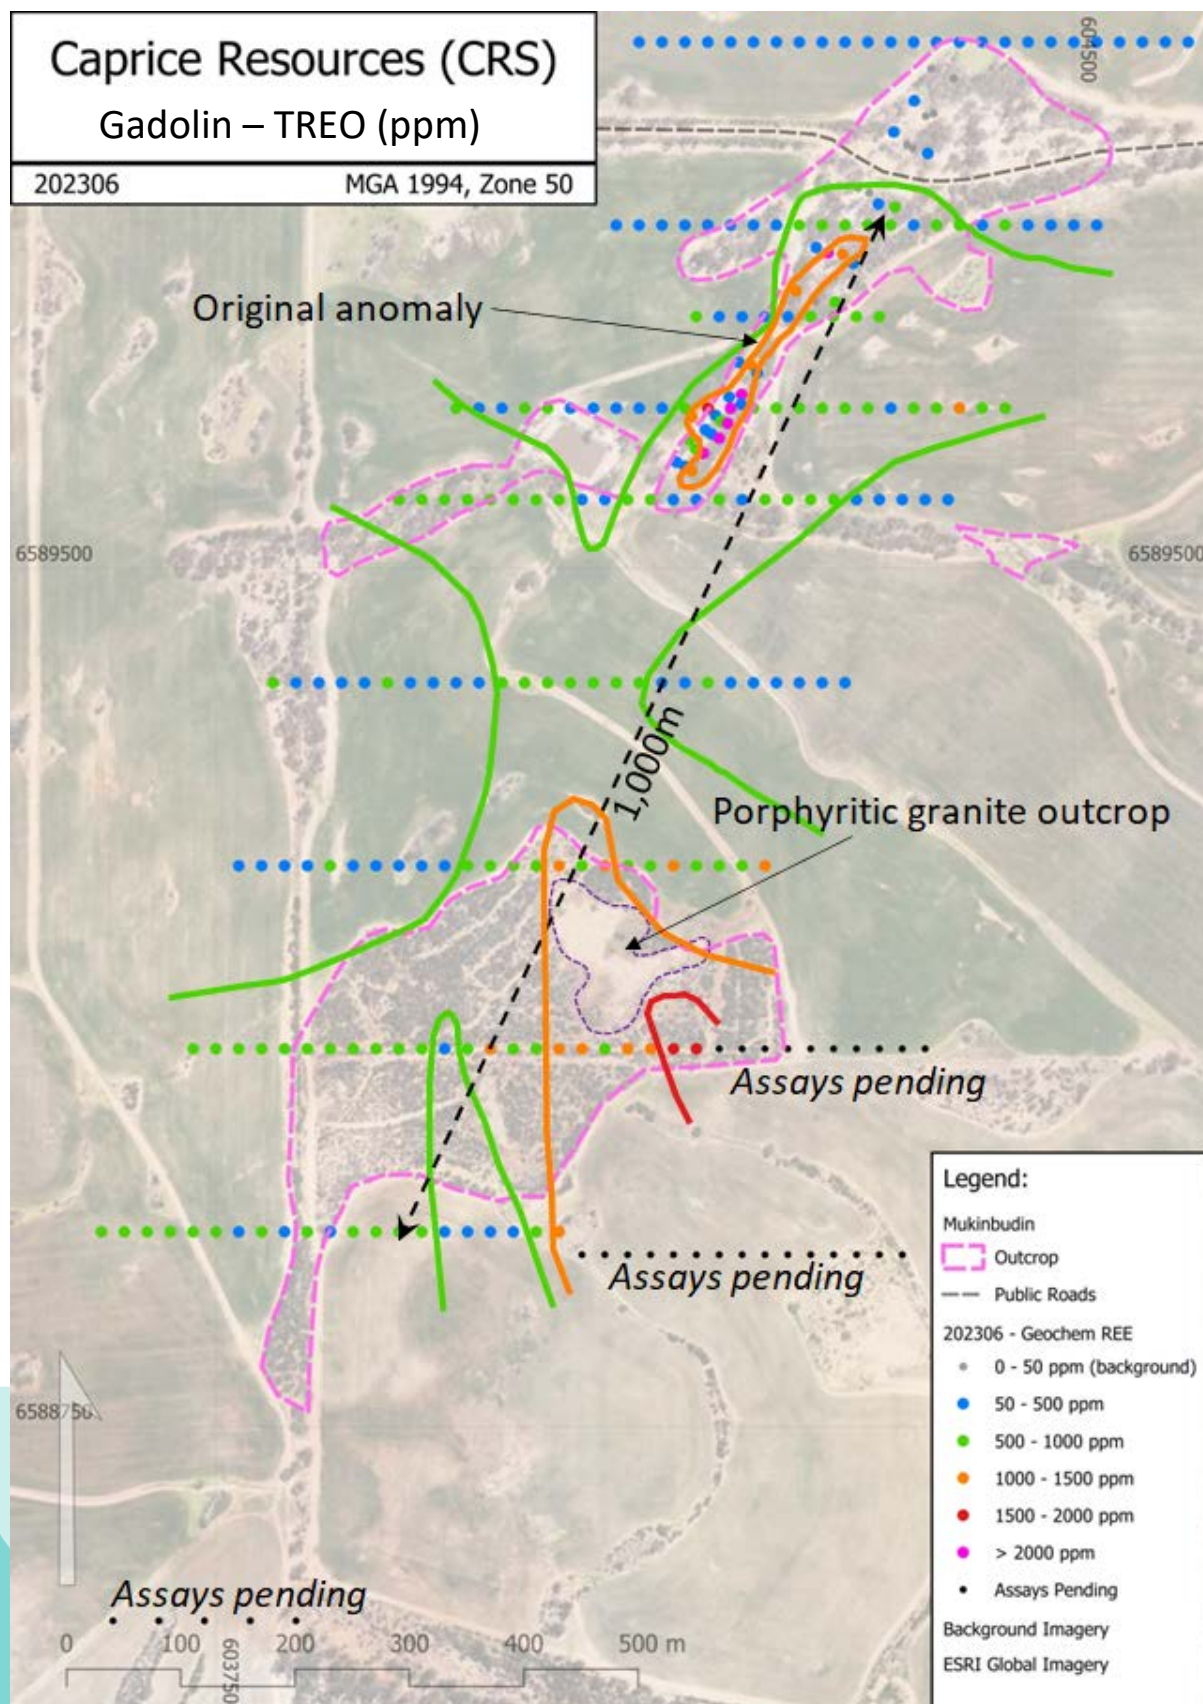 Caprice Resources (CRS)
Gadolin – TREO (ppm)
202306 MGA 1994, Zone 50
604500
Original anomaly
6589500 6589500
1,000m
Porphyritic granite outcrop
Assays pending
Assays pending
Legend:
Mukinbudin
Outcrop
Public Roads
202306 - Geochem REE
0 - 50 ppm (background)
50 - 500 ppm
500 - 1000 ppm
1000 - 1500 ppm
1500 - 2000 ppm
> 2000 ppm
Assays Pending
Background Imagery
ESRI Global Imagery
6588750
Assays pending
0 100 200 300 400 500 m
603750